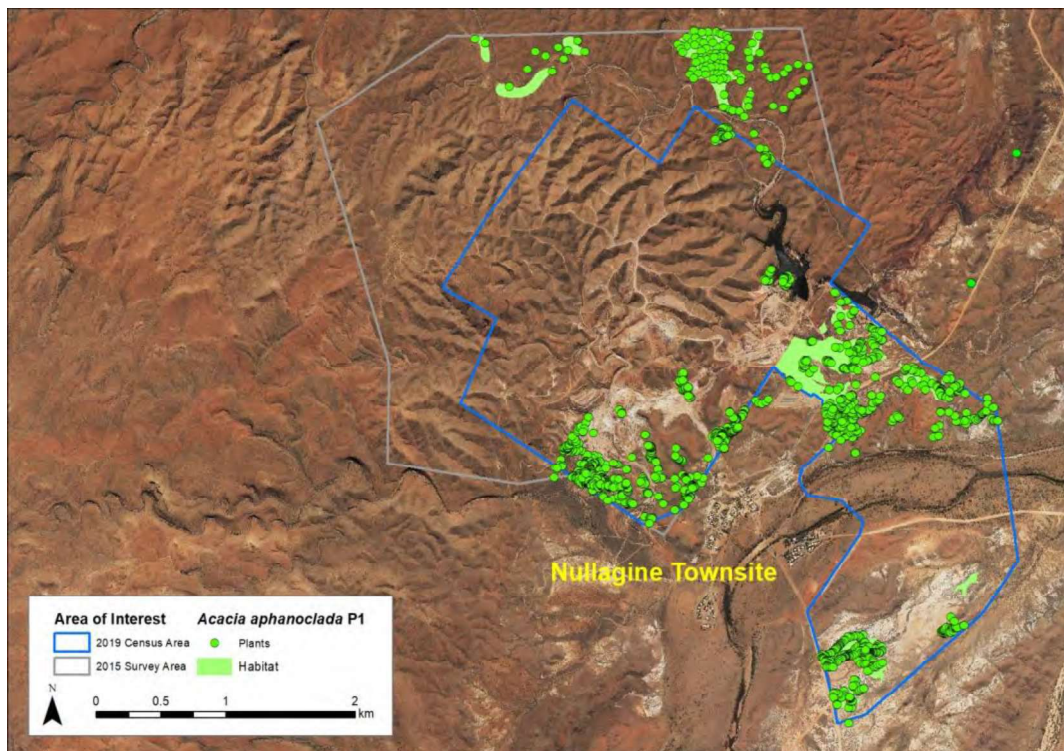 Nullagine Townsite
Area of Interest
2019 Census Area
2015 Survey Area
Acacia aphanoclada P1
Plants
Habitat
N
0 0.5 1 2
km